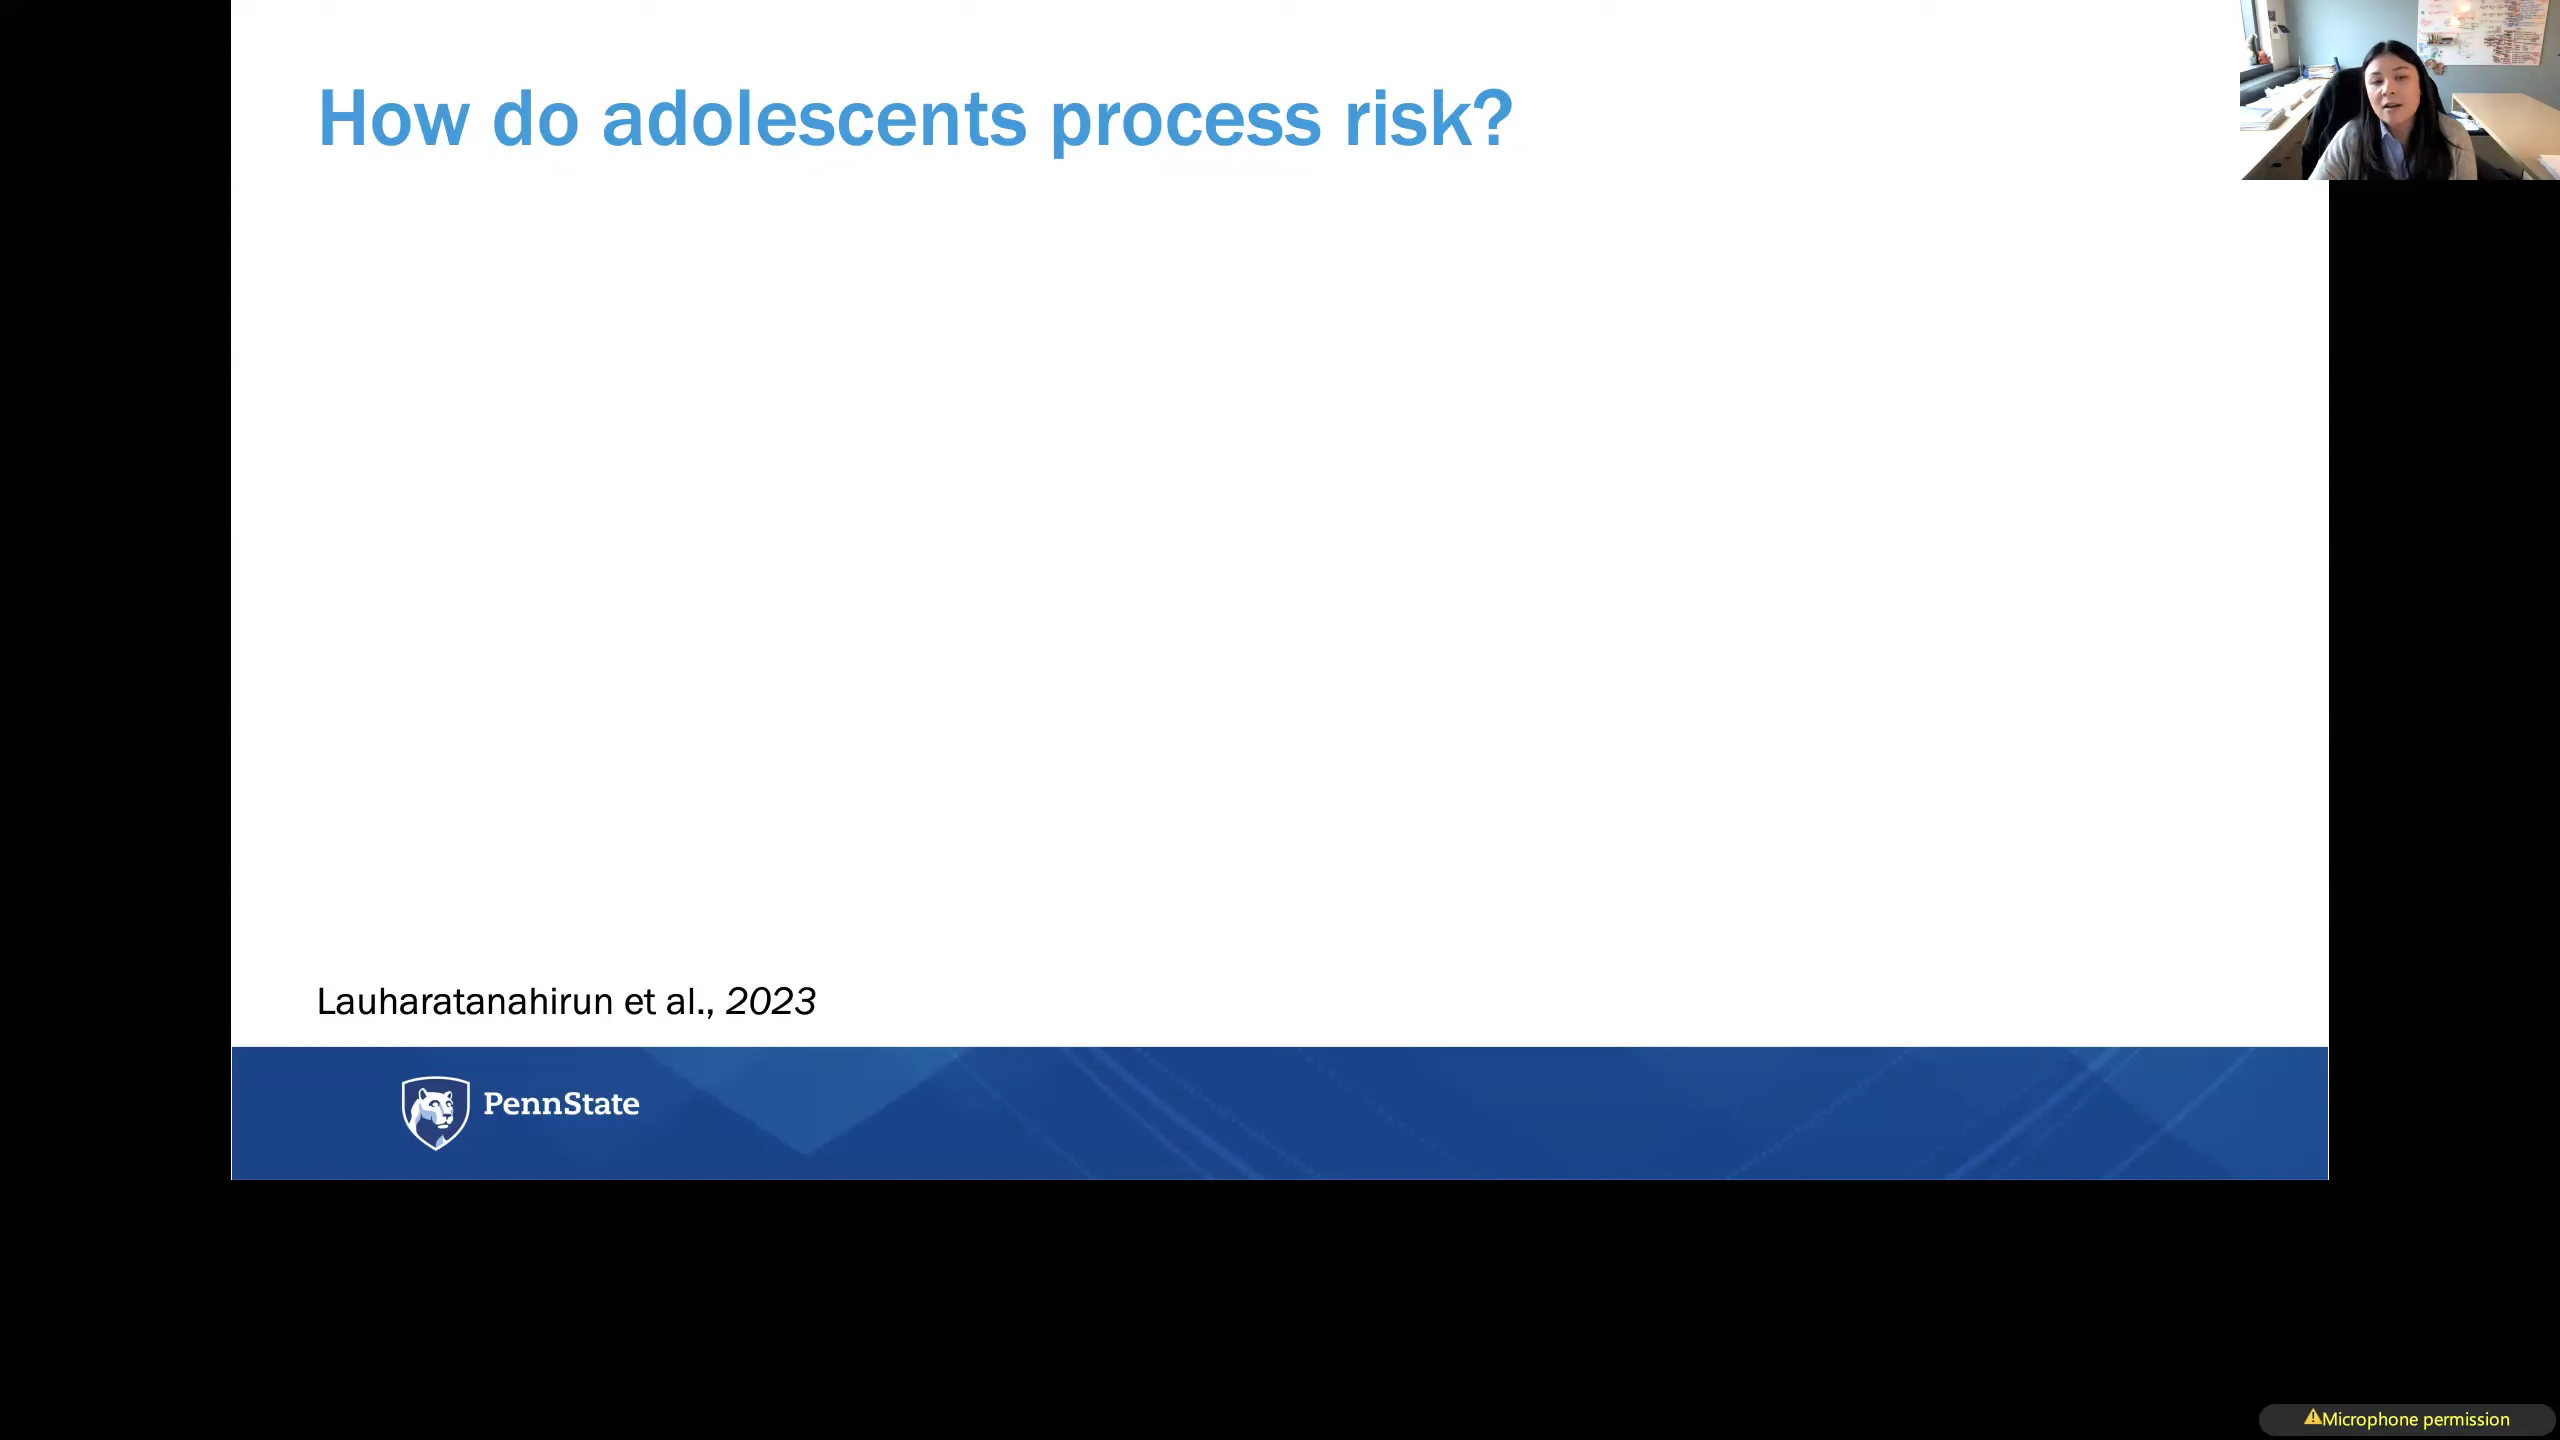 How do adolescents process risk?
Lauharatanahirun et al., 2023
PennState
Microphone permission